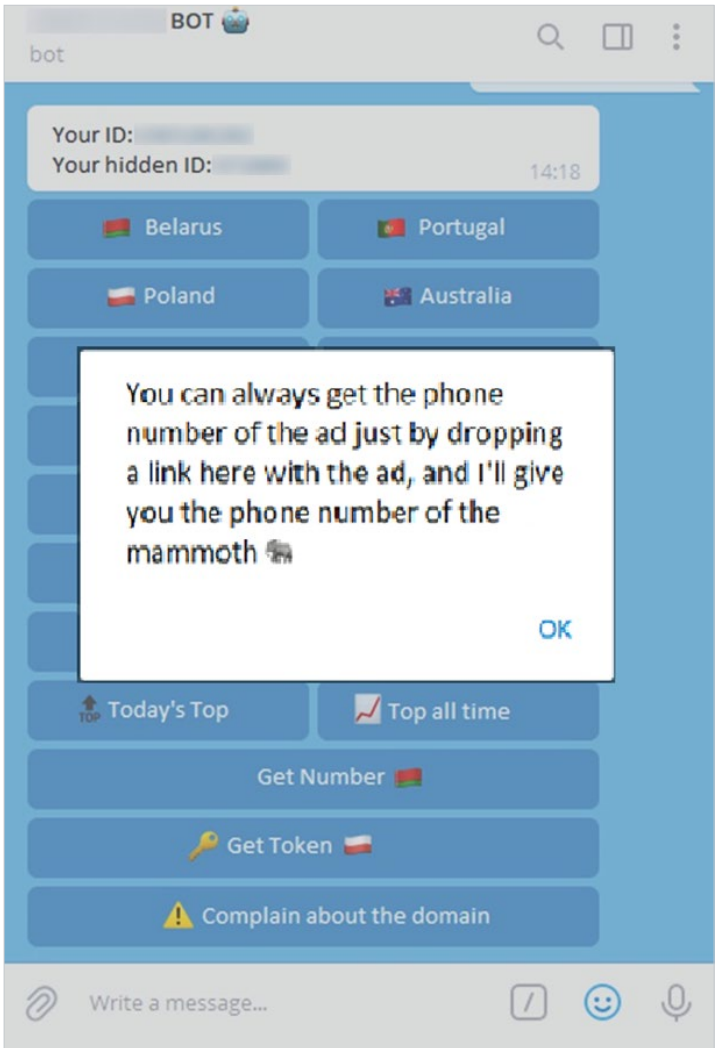 BOT
bot
Your ID:
Your hidden ID:
14:18
Belarus
Portugal
Poland
Australia
You can always get the phone
number of the ad just by dropping
a link here with the ad, and I'll give
you the phone number of the
mammoth
OK
TOP Today's Top
Top all time
Get Number
Get Token
Complain about the domain
Write a message...